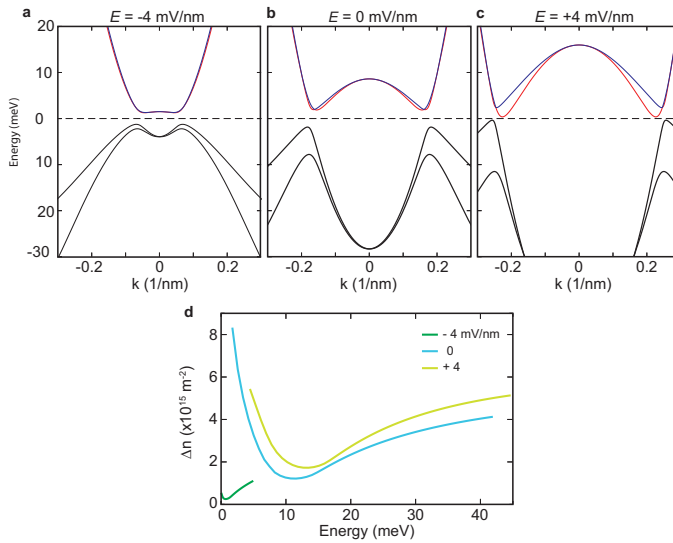 a E = -4 mV/nm
b E = 0 mV/nm
c E = +4 mV/nm
Energy (meV)
20
10
0
10
20
-30
-0.2 0 0.2
-0.2 0 0.2
-0.2 0 0.2
k (1/nm)
k (1/nm)
k (1/nm)
d
Δn (x10¹⁵ m⁻²)
8
6
4
2
0
- 4 mV/nm
0
+ 4
0 10 20 30 40
Energy (meV)